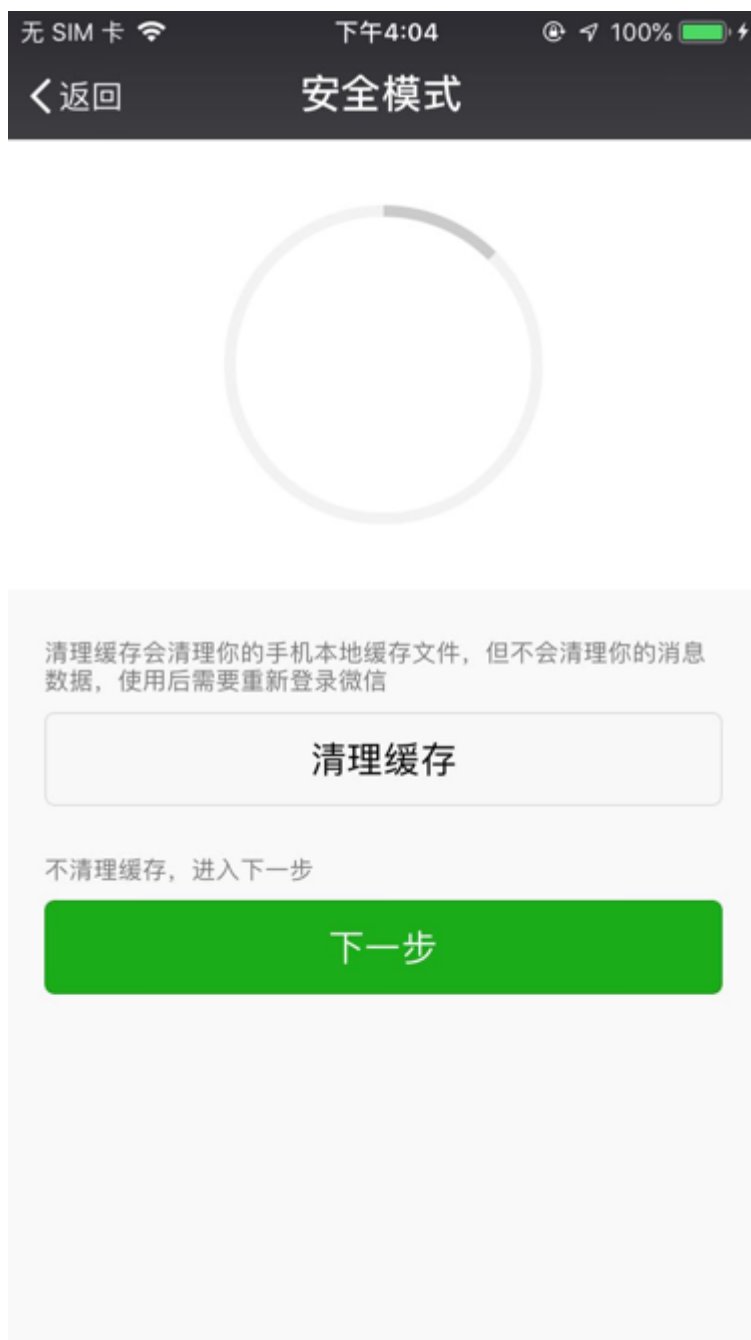 无 SIM 卡 下午4:04 100%
返回 安全模式
清理缓存会清理你的手机本地缓存文件，但不会清理你的消息
数据，使用后需要重新登录微信
清理缓存
不清理缓存，进入下一步
下一步